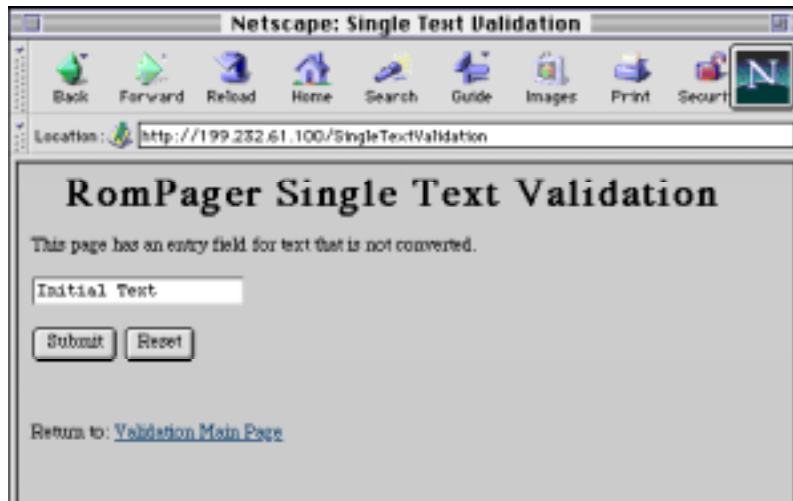 Netscape: Single Text Validation
Back Forward Reload Home Search Guide Images Print Securit
N
Location: http://199.232.61.100/SingleTextValidation
RomPager Single Text Validation
This page has an entry field for text that is not converted.
Initial Text
Submit Reset
Return to: Validation Main Page